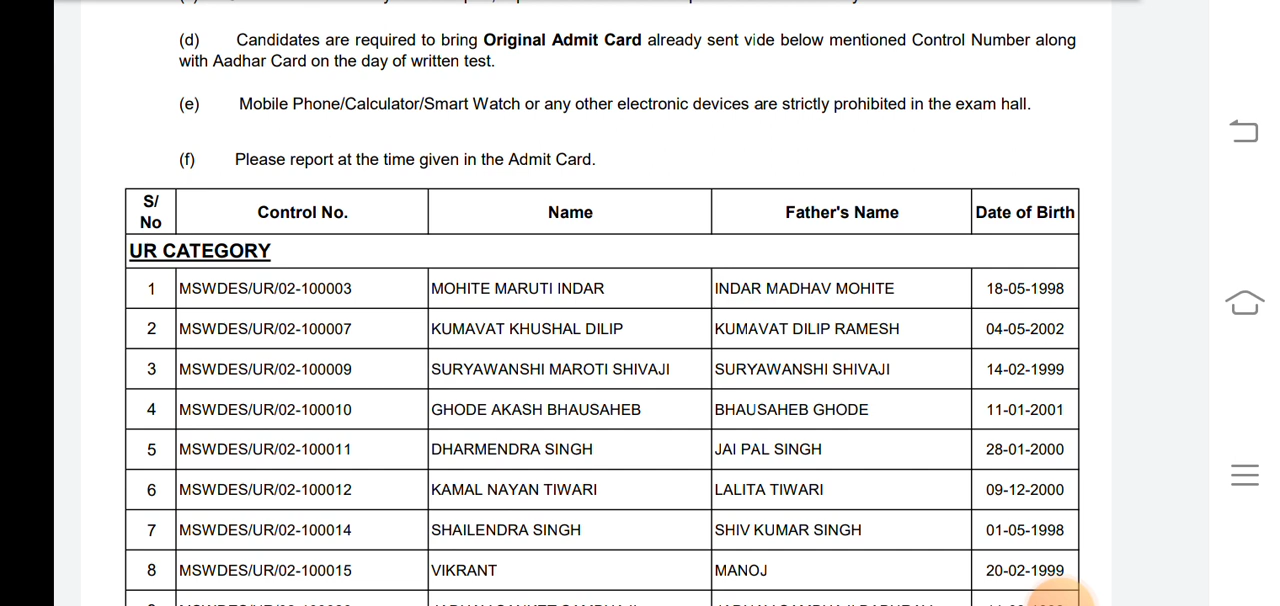 (d) Candidates are required to bring Original Admit Card already sent vide below mentioned Control Number along
with Aadhar Card on the day of written test.
(e) Mobile Phone/Calculator/Smart Watch or any other electronic devices are strictly prohibited in the exam hall.
(f) Please report at the time given in the Admit Card.
S/ No Control No. Name Father's Name Date of Birth
UR CATEGORY
1 MSWDES/UR/02-100003 MOHITE MARUTI INDAR INDAR MADHAV MOHITE 18-05-1998
2 MSWDES/UR/02-100007 KUMAVAT KHUSHAL DILIP KUMAVAT DILIP RAMESH 04-05-2002
3 MSWDES/UR/02-100009 SURYAWANSHI MAROTI SHIVAJI SURYAWANSHI SHIVAJI 14-02-1999
4 MSWDES/UR/02-100010 GHODE AKASH BHAUSAHEB BHAUSAHEB GHODE 11-01-2001
5 MSWDES/UR/02-100011 DHARMENDRA SINGH JAI PAL SINGH 28-01-2000
6 MSWDES/UR/02-100012 KAMAL NAYAN TIWARI LALITA TIWARI 09-12-2000
7 MSWDES/UR/02-100014 SHAILENDRA SINGH SHIV KUMAR SINGH 01-05-1998
8 MSWDES/UR/02-100015 VIKRANT MANOJ 20-02-1999